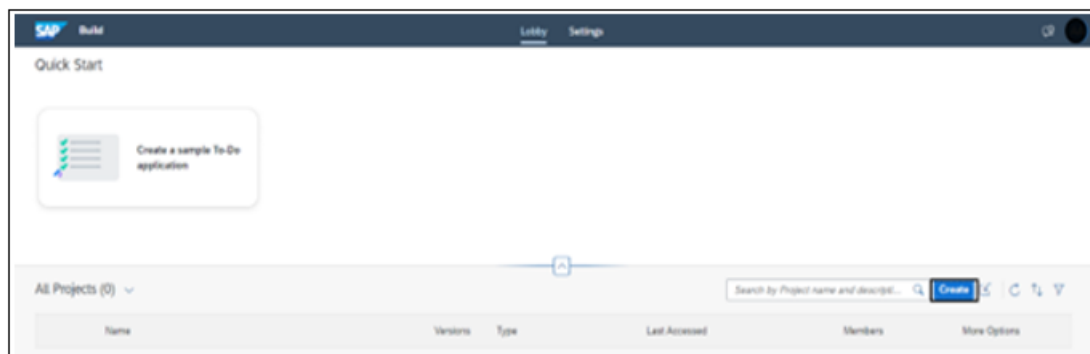 SAP Build
Lobby Settings
Quick Start
Create a sample To-Do
application
All Projects (0)
Search by Project name and descripti...
Create
Name Versions Type Last Accessed Members More Options